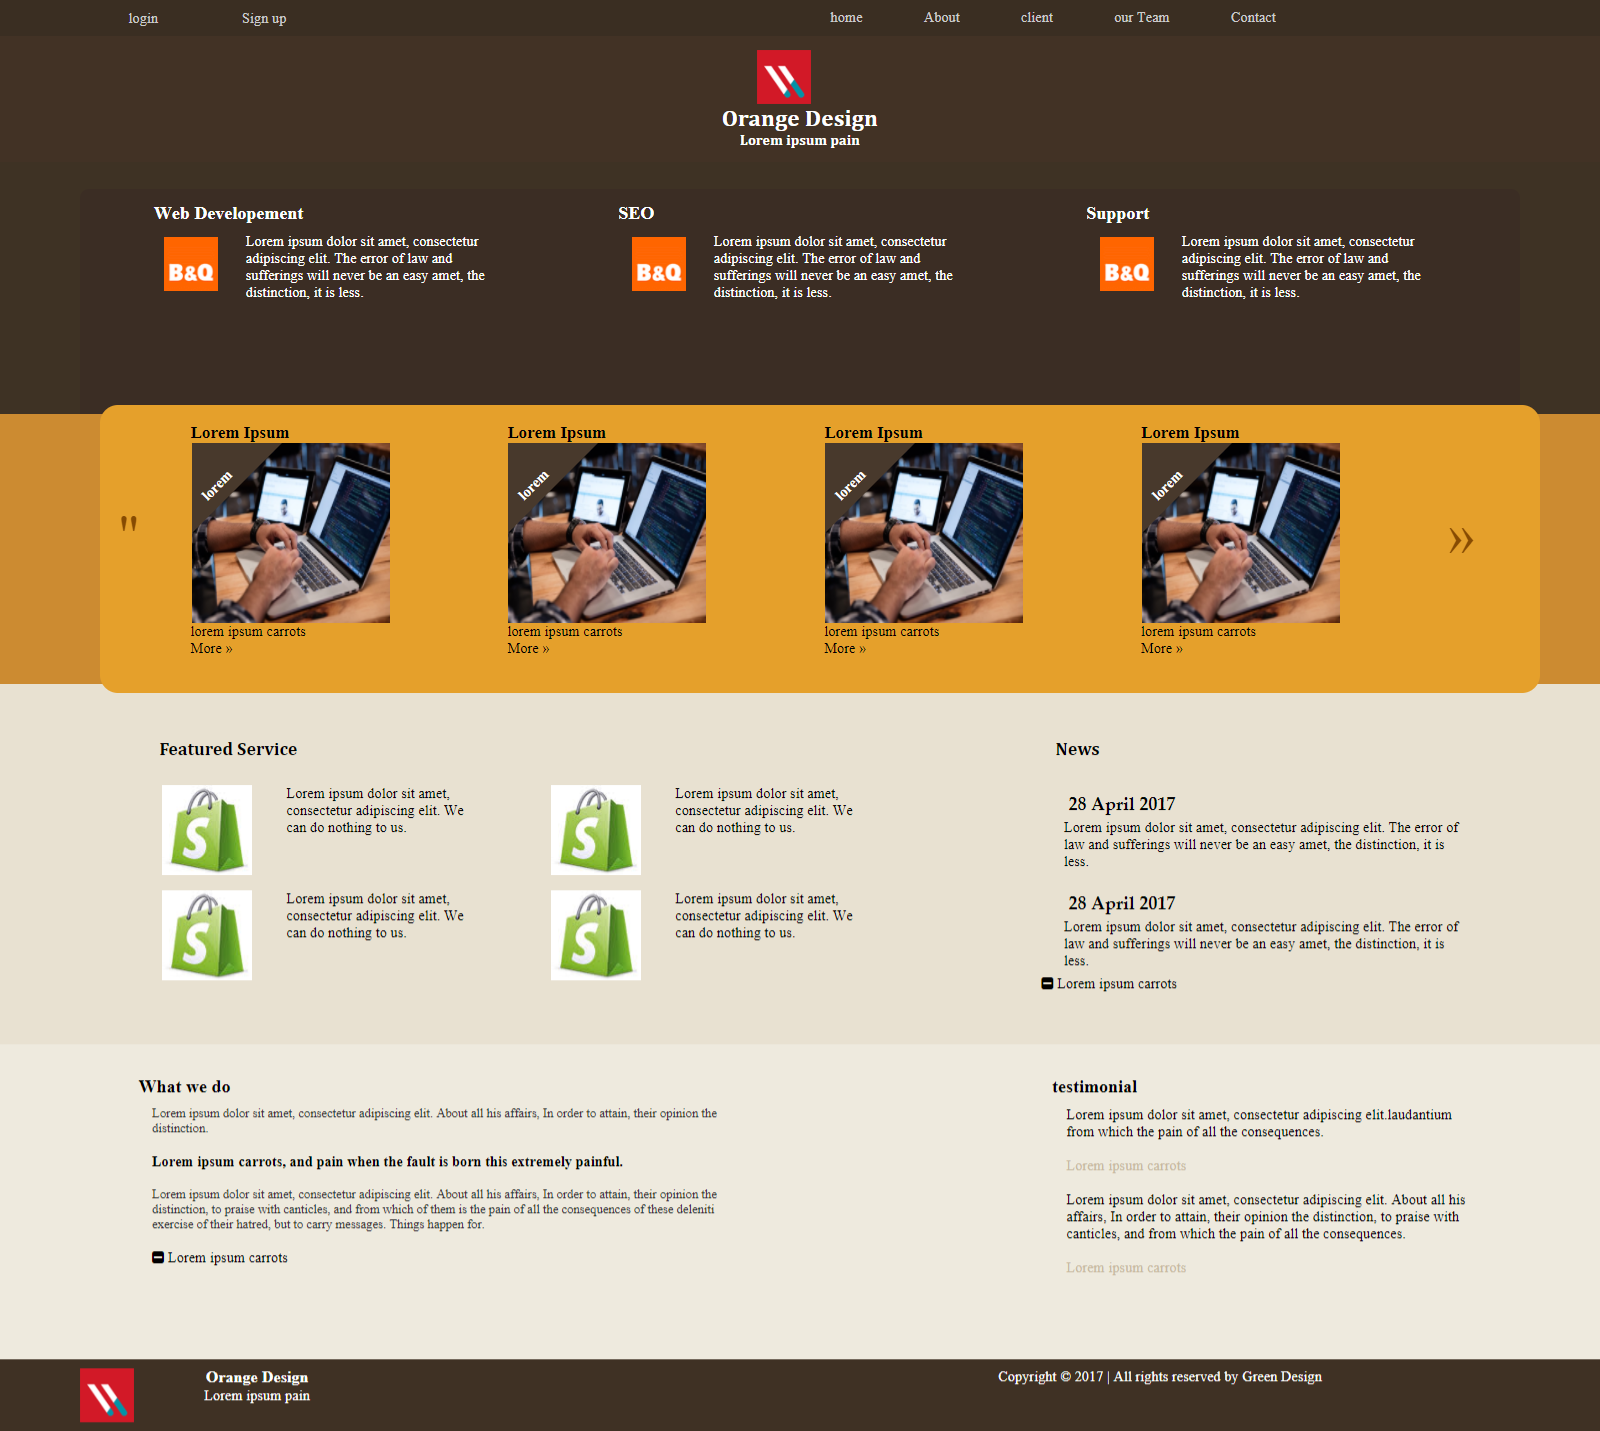 login
Sign up
home
About
client
our Team
Contact
Orange Design
Lorem ipsum pain
Web Developement
B&Q
Lorem ipsum dolor sit amet, consectetur
adipiscing elit. The error of law and
sufferings will never be an easy amet, the
distinction, it is less.
SEO
B&Q
Lorem ipsum dolor sit amet, consectetur
adipiscing elit. The error of law and
sufferings will never be an easy amet, the
distinction, it is less.
Support
B&Q
Lorem ipsum dolor sit amet, consectetur
adipiscing elit. The error of law and
sufferings will never be an easy amet, the
distinction, it is less.
"
Lorem Ipsum
lorem
lorem ipsum carrots
More »
Lorem Ipsum
lorem
lorem ipsum carrots
More »
Lorem Ipsum
lorem
lorem ipsum carrots
More »
Lorem Ipsum
lorem
lorem ipsum carrots
More »
»
Featured Service
S
Lorem ipsum dolor sit amet,
consectetur adipiscing elit. We
can do nothing to us.
S
Lorem ipsum dolor sit amet,
consectetur adipiscing elit. We
can do nothing to us.
S
Lorem ipsum dolor sit amet,
consectetur adipiscing elit. We
can do nothing to us.
S
Lorem ipsum dolor sit amet,
consectetur adipiscing elit. We
can do nothing to us.
News
28 April 2017
Lorem ipsum dolor sit amet, consectetur adipiscing elit. The error of
law and sufferings will never be an easy amet, the distinction, it is
less.
28 April 2017
Lorem ipsum dolor sit amet, consectetur adipiscing elit. The error of
law and sufferings will never be an easy amet, the distinction, it is
less.
Lorem ipsum carrots
What we do
Lorem ipsum dolor sit amet, consectetur adipiscing elit. About all his affairs, In order to attain, their opinion the
distinction.
Lorem ipsum carrots, and pain when the fault is born this extremely painful.
Lorem ipsum dolor sit amet, consectetur adipiscing elit. About all his affairs, In order to attain, their opinion the
distinction, to praise with canticles, and from which of them is the pain of all the consequences of these deleniti
exercise of their hatred, but to carry messages. Things happen for.
Lorem ipsum carrots
testimonial
Lorem ipsum dolor sit amet, consectetur adipiscing elit.laudantium
from which the pain of all the consequences.
Lorem ipsum carrots
Lorem ipsum dolor sit amet, consectetur adipiscing elit. About all his
affairs, In order to attain, their opinion the distinction, to praise with
canticles, and from which the pain of all the consequences.
Lorem ipsum carrots
Orange Design
Lorem ipsum pain
Copyright © 2017 | All rights reserved by Green Design